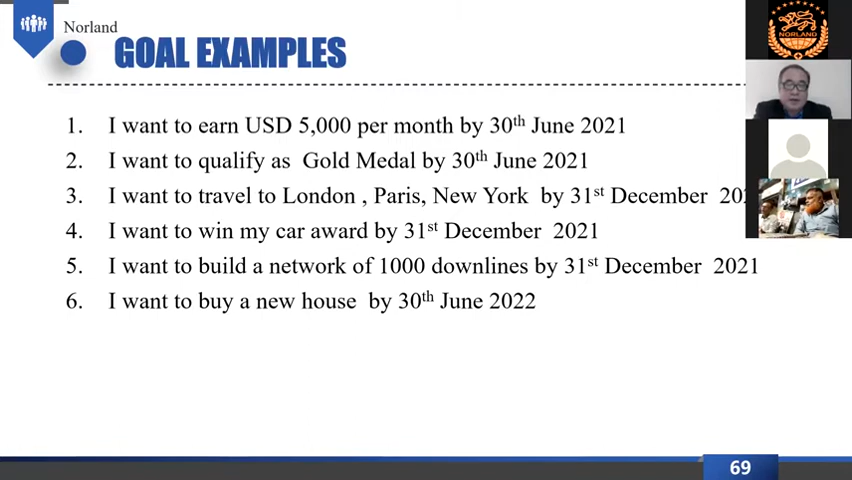 Norland
GOAL EXAMPLES
1. I want to earn USD 5,000 per month by 30th June 2021
2. I want to qualify as Gold Medal by 30th June 2021
3. I want to travel to London , Paris, New York by 31st December 202
4. I want to win my car award by 31st December 2021
5. I want to build a network of 1000 downlines by 31st December 2021
6. I want to buy a new house by 30th June 2022
NORLAND
69